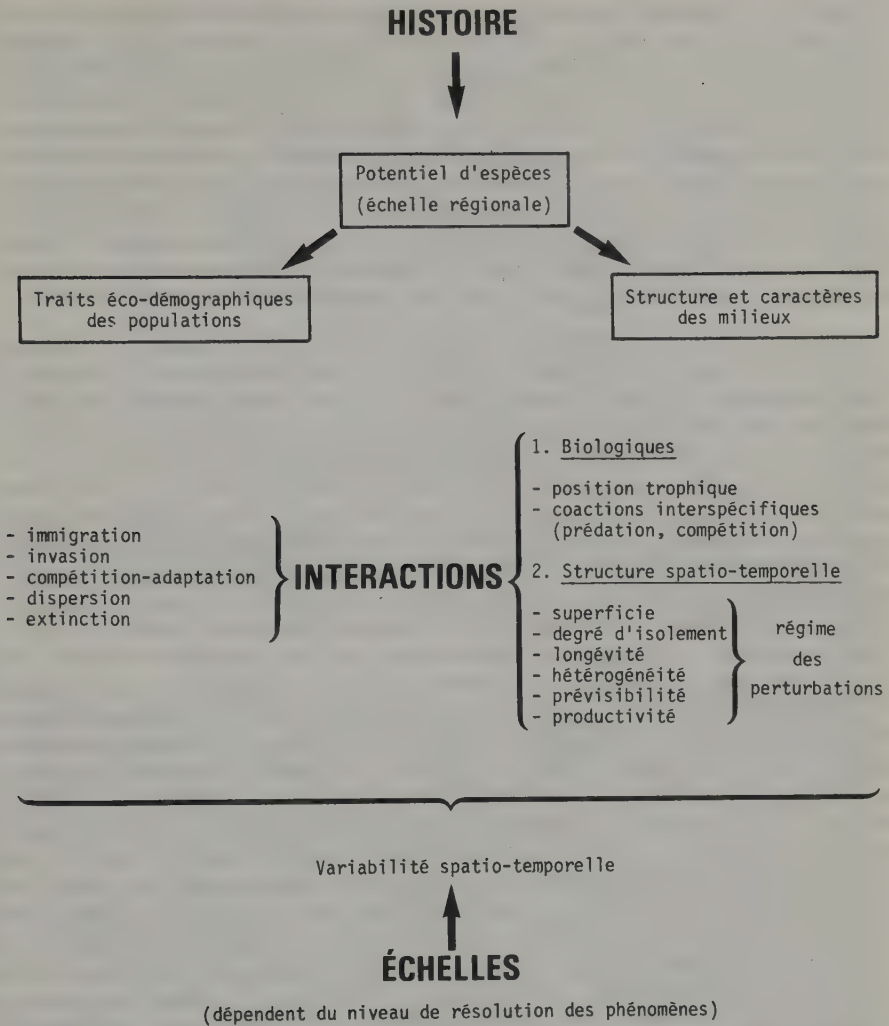 HISTOIRE
Potentiel d'espèces
(échelle régionale)
Traits éco-démographiques
des populations
Structure et caractères
des milieux
- immigration
- invasion
- compétition-adaptation
- dispersion
- extinction
INTERACTIONS
1. Biologiques
- position trophique
- coactions interspécifiques
(prédation, compétition)
2. Structure spatio-temporelle
- superficie
- degré d'isolement
- longévité
- hétérogénéité
- prévisibilité
- productivité
régime
des
perturbations
Variabilité spatio-temporelle
ÉCHELLES
(dépendent du niveau de résolution des phénomènes)